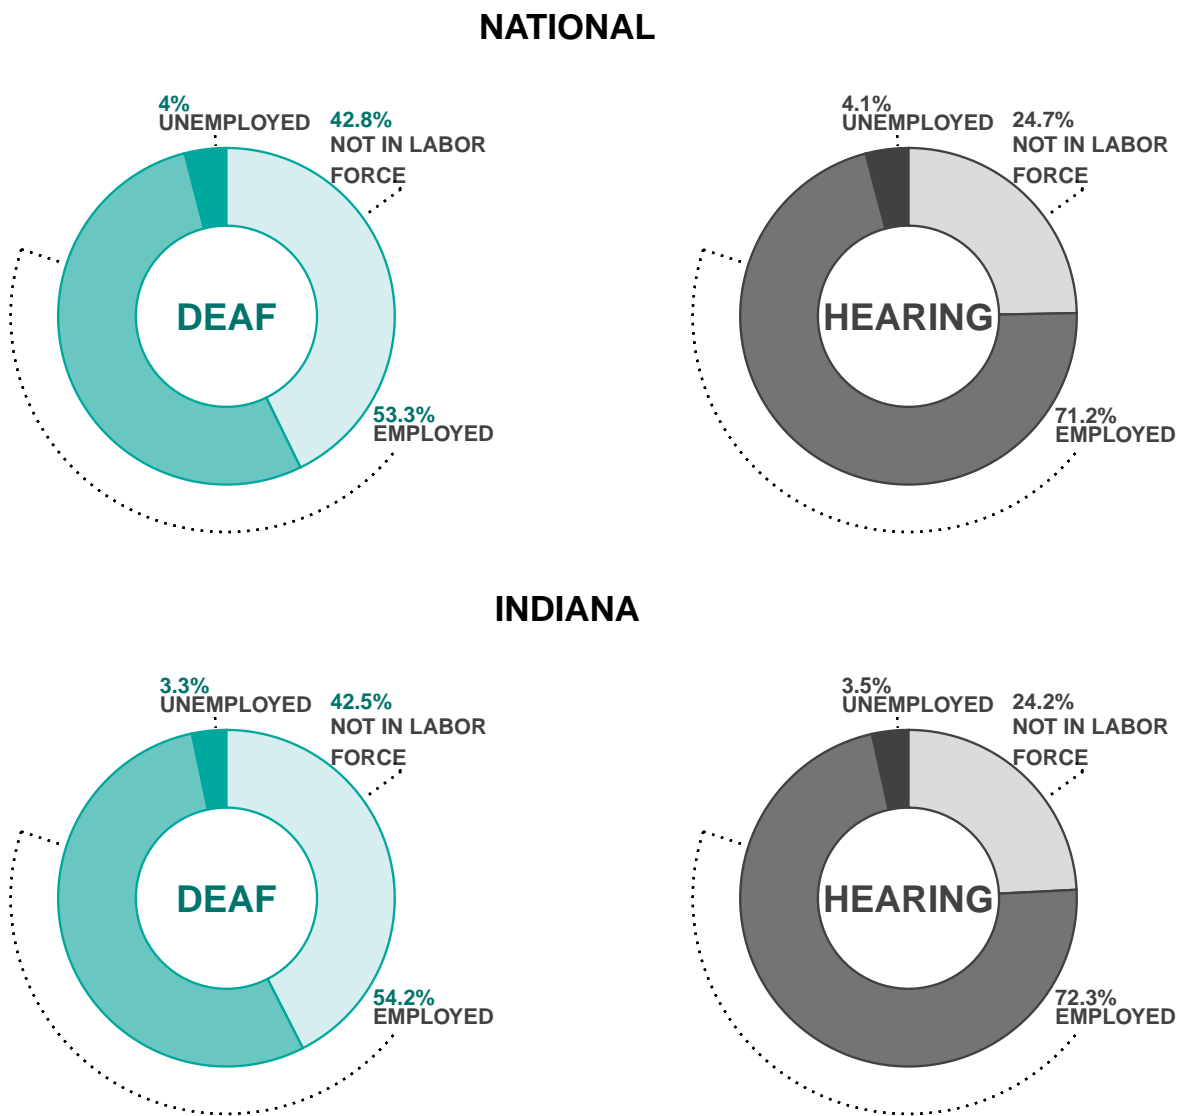 NATIONAL
4%
UNEMPLOYED
42.8%
NOT IN LABOR
FORCE
DEAF
53.3%
EMPLOYED
4.1%
UNEMPLOYED
24.7%
NOT IN LABOR
FORCE
HEARING
71.2%
EMPLOYED
INDIANA
3.3%
UNEMPLOYED
42.5%
NOT IN LABOR
FORCE
DEAF
54.2%
EMPLOYED
3.5%
UNEMPLOYED
24.2%
NOT IN LABOR
FORCE
HEARING
72.3%
EMPLOYED